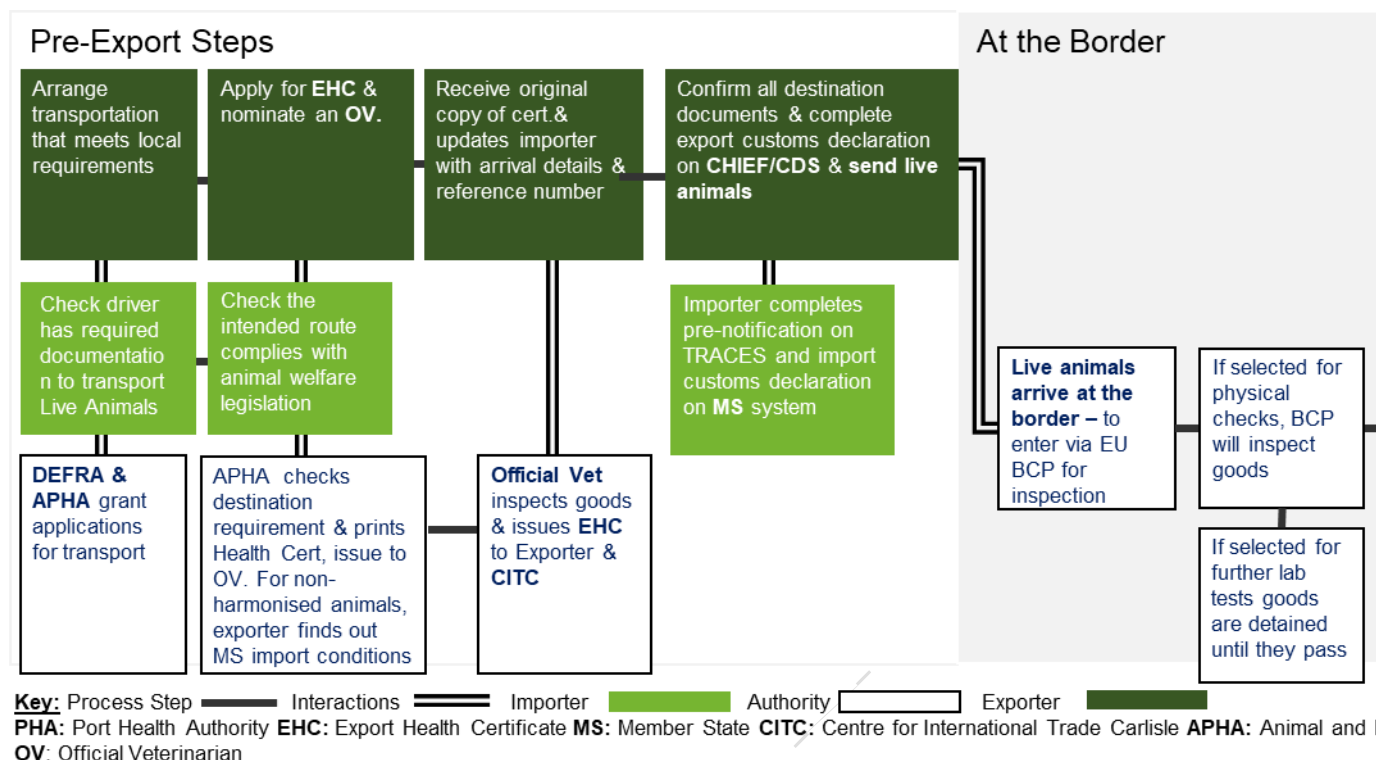 Pre-Export Steps
At the Border
Arrange
transportation
that meets local
requirements
Apply for EHC &
nominate an OV.
Receive original
copy of cert.&
updates importer
with arrival details &
reference number
Confirm all destination
documents & complete
export customs declaration
on CHIEF/CDS & send live
animals
Check driver
has required
documentatio
n to transport
Live Animals
Check the
intended route
complies with
animal welfare
legislation
Importer completes
pre-notification on
TRACES and import
customs declaration
on MS system
DEFRA &
APHA grant
applications
for transport
APHA checks
destination
requirement & prints
Health Cert, issue to
OV. For non-
harmonised animals,
exporter finds out
MS import conditions
Official Vet
inspects goods
& issues EHC
to Exporter &
CITC
Live animals
arrive at the
border – to
enter via EU
BCP for
inspection
If selected for
physical
checks, BCP
will inspect
goods
If selected for
further lab
tests goods
are detained
until they pass
Key: Process Step Interactions Importer Authority Exporter
PHA: Port Health Authority EHC: Export Health Certificate MS: Member State CITC: Centre for International Trade Carlisle APHA: Animal and
OV: Official Veterinarian